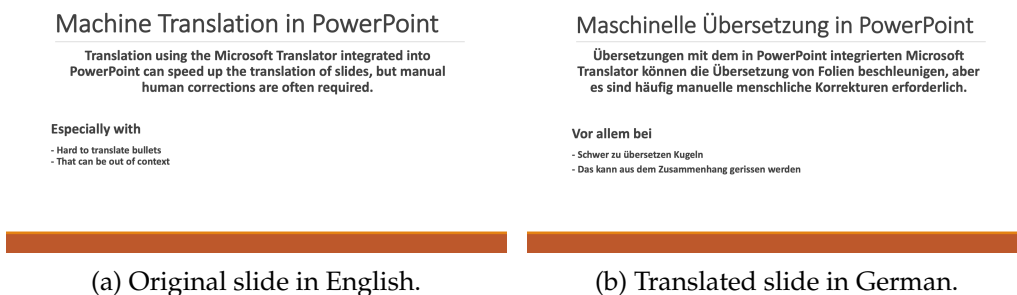 Machine Translation in PowerPoint
Translation using the Microsoft Translator integrated into
PowerPoint can speed up the translation of slides, but manual
human corrections are often required.
Especially with
- Hard to translate bullets
- That can be out of context
(a) Original slide in English.
Maschinelle Übersetzung in PowerPoint
Übersetzungen mit dem in PowerPoint integrierten Microsoft
Translator können die Übersetzung von Folien beschleunigen, aber
es sind häufig manuelle menschliche Korrekturen erforderlich.
Vor allem bei
- Schwer zu übersetzen Kugeln
- Das kann aus dem Zusammenhang gerissen werden
(b) Translated slide in German.